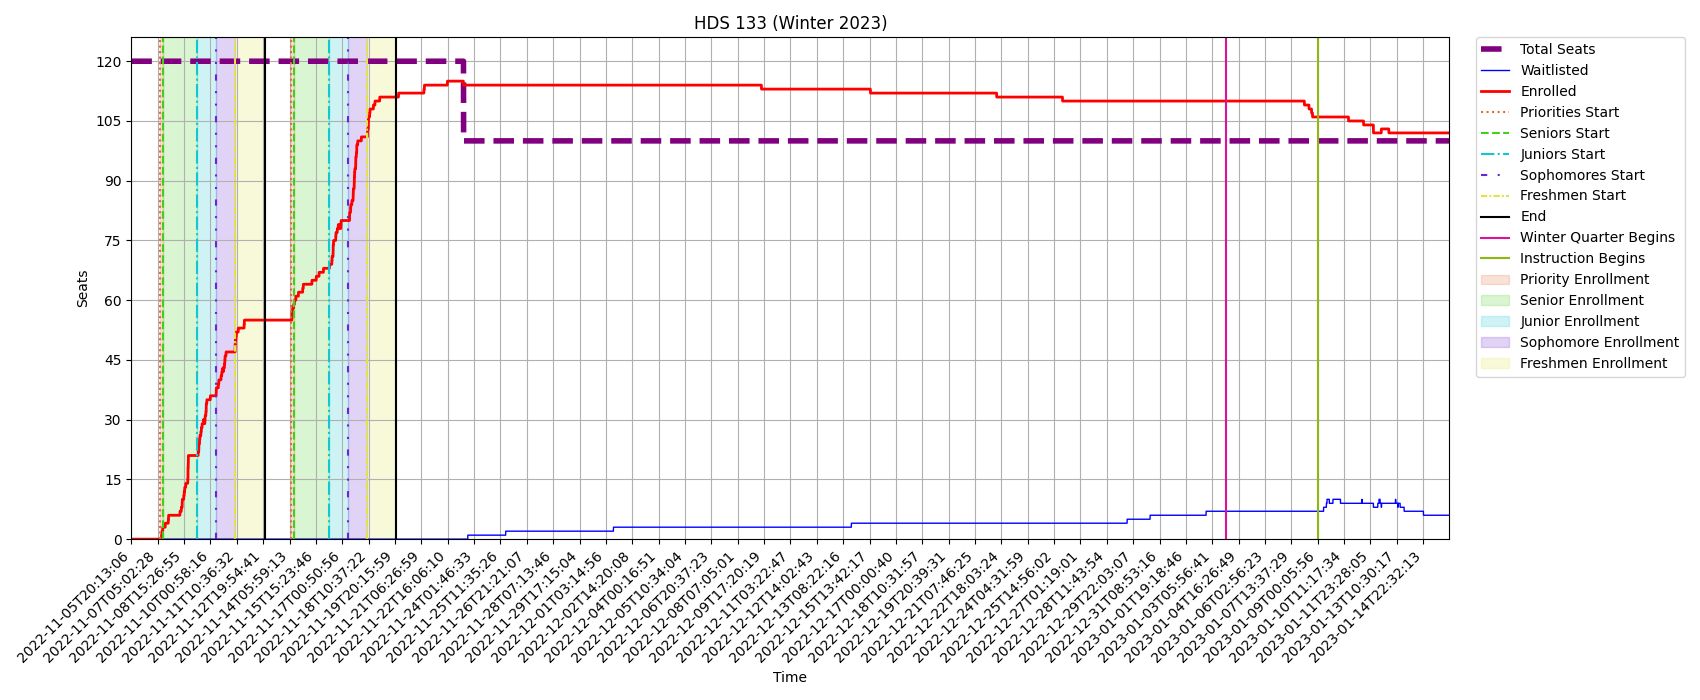 HDS 133 (Winter 2023)
Seats
120
105
90
75
60
45
30
15
0
2022-11-05T20:13:06
2022-11-07T05:02:28
2022-11-08T15:26:55
2022-11-10T00:58:16
2022-11-11T10:36:32
2022-11-12T19:54:41
2022-11-14T05:59:13
2022-11-15T15:23:46
2022-11-17T00:50:56
2022-11-18T10:37:22
2022-11-19T20:15:59
2022-11-21T06:26:59
2022-11-22T16:06:10
2022-11-24T01:46:33
2022-11-25T11:35:26
2022-11-26T21:21:07
2022-11-28T07:13:46
2022-11-29T17:15:04
2022-12-01T03:14:56
2022-12-02T14:20:08
2022-12-04T00:16:51
2022-12-05T10:34:04
2022-12-06T20:37:23
2022-12-08T07:05:01
2022-12-09T17:20:19
2022-12-11T03:22:47
2022-12-12T14:02:43
2022-12-14T08:22:16
2022-12-15T13:42:17
2022-12-17T00:00:40
2022-12-18T10:31:57
2022-12-19T20:39:31
2022-12-21T07:46:25
2022-12-22T18:03:24
2022-12-24T04:31:59
2022-12-25T14:56:02
2022-12-27T01:19:01
2022-12-28T11:43:54
2022-12-29T22:03:07
2022-12-31T08:53:16
2023-01-01T19:18:46
2023-01-03T05:56:41
2023-01-04T16:26:49
2023-01-06T02:56:23
2023-01-07T13:37:29
2023-01-09T00:05:56
2023-01-10T11:17:34
2023-01-11T23:28:05
2023-01-13T10:30:17
2023-01-14T22:32:13
Time
Total Seats
Waitlisted
Enrolled
Priorities Start
Seniors Start
Juniors Start
Sophomores Start
Freshmen Start
End
Winter Quarter Begins
Instruction Begins
Priority Enrollment
Senior Enrollment
Junior Enrollment
Sophomore Enrollment
Freshmen Enrollment